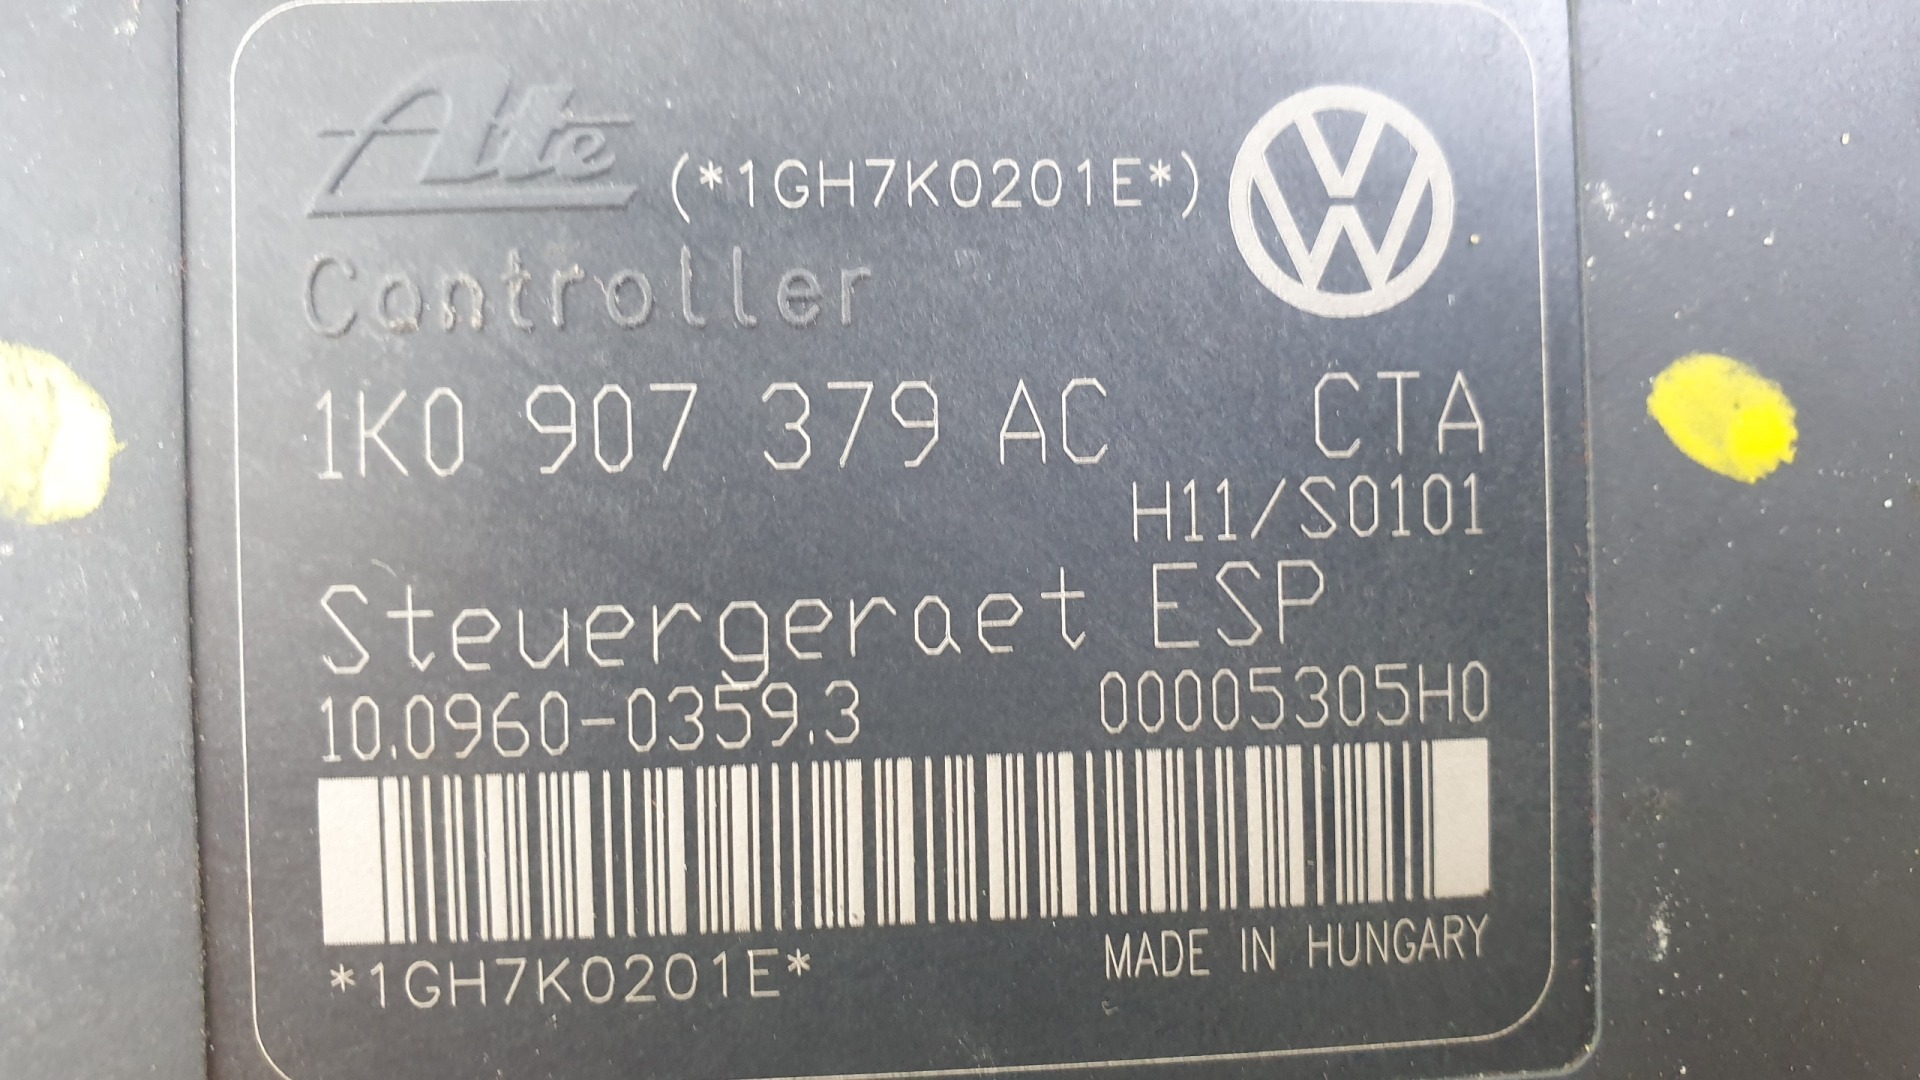 Ate (*1GH7K0201E*)
Controller
1K0 907 379 AC CTA
H11/S0101
Steuergeraet ESP
10.0960-0359.3 00005305H0
*1GH7K0201E* MADE IN HUNGARY